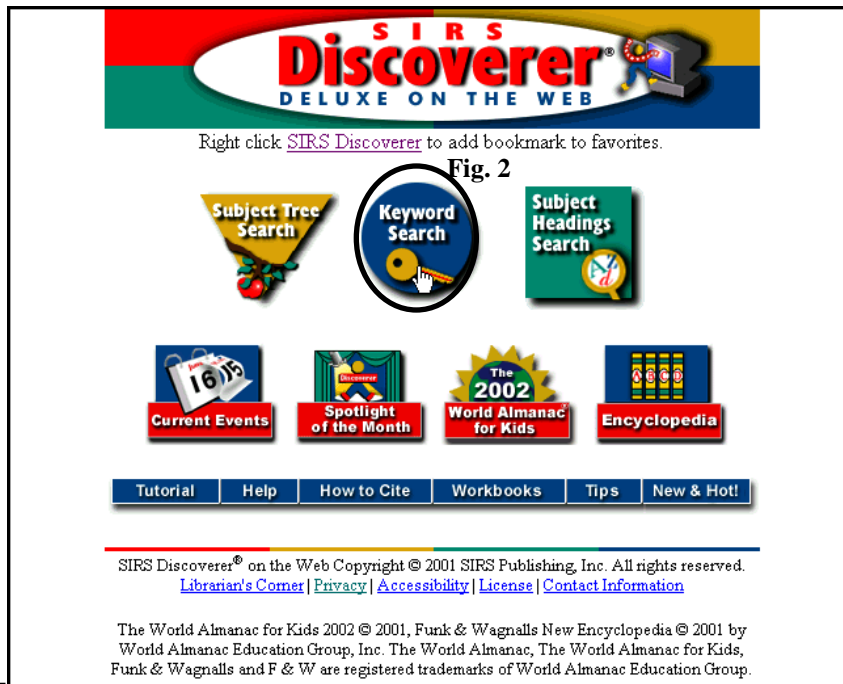 SIRS
Discoverer®
DELUXE ON THE WEB
Right click SIRS Discoverer to add bookmark to favorites.
Fig. 2
Subject Tree
Search
Keyword
Search
Subject
Headings
Search
16 15
Discoverer
The
2002
A B C D
Current Events
Spotlight
of the Month
World Almanac
for Kids
Encyclopedia
Tutorial Help How to Cite Workbooks Tips New & Hot!
SIRS Discoverer® on the Web Copyright © 2001 SIRS Publishing, Inc. All rights reserved.
Librarian's Corner | Privacy | Accessibility | License | Contact Information
The World Almanac for Kids 2002 © 2001, Funk & Wagnalls New Encyclopedia © 2001 by
World Almanac Education Group, Inc. The World Almanac, The World Almanac for Kids,
Funk & Wagnalls and F & W are registered trademarks of World Almanac Education Group.